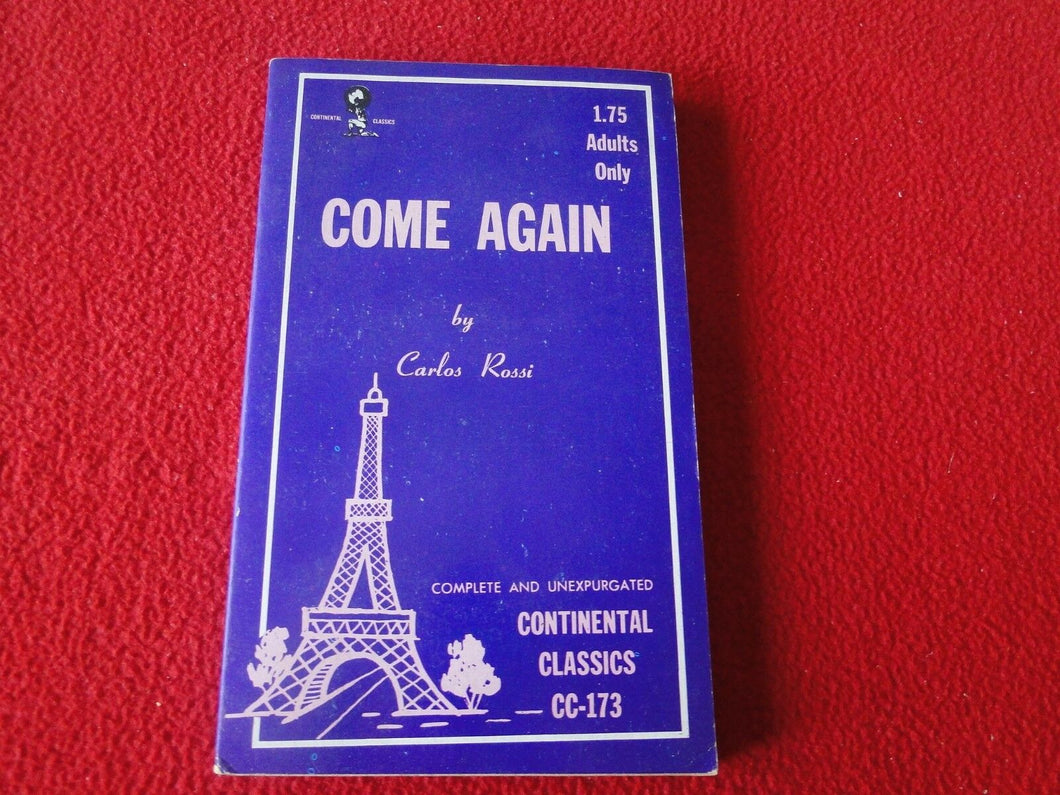 CONTINENTAL CLASSICS
1.75
Adults
Only
COME AGAIN
by
Carlos Rossi
COMPLETE AND UNEXPURGATED
CONTINENTAL
CLASSICS
CC-173